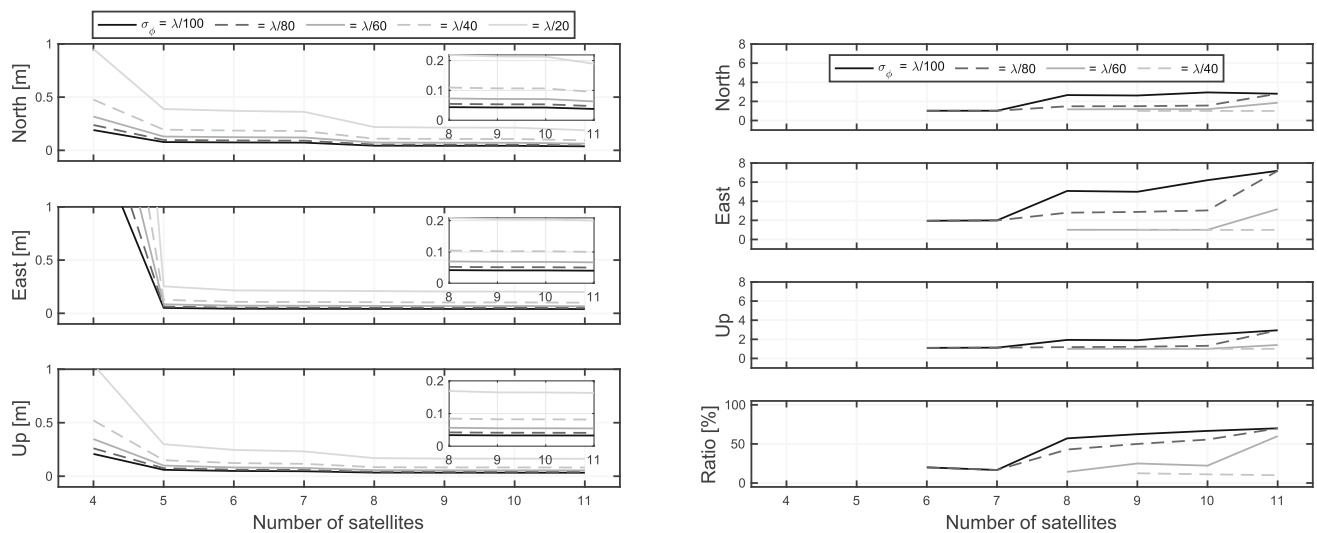 σϕ = λ/100 = λ/80 = λ/60 = λ/40 = λ/20
1
0.5
0
North [m]
0.2
0.1
0
8 9 10 11
1
0.5
0
East [m]
0.2
0.1
0
8 9 10 11
1
0.5
0
Up [m]
0.2
0.1
0
8 9 10 11
4 5 6 7 8 9 10 11
Number of satellites
σϕ = λ/100 = λ/80 = λ/60 = λ/40
8
6
4
2
0
North
8
6
4
2
0
East
8
6
4
2
0
Up
100
50
0
Ratio [%]
4 5 6 7 8 9 10 11
Number of satellites